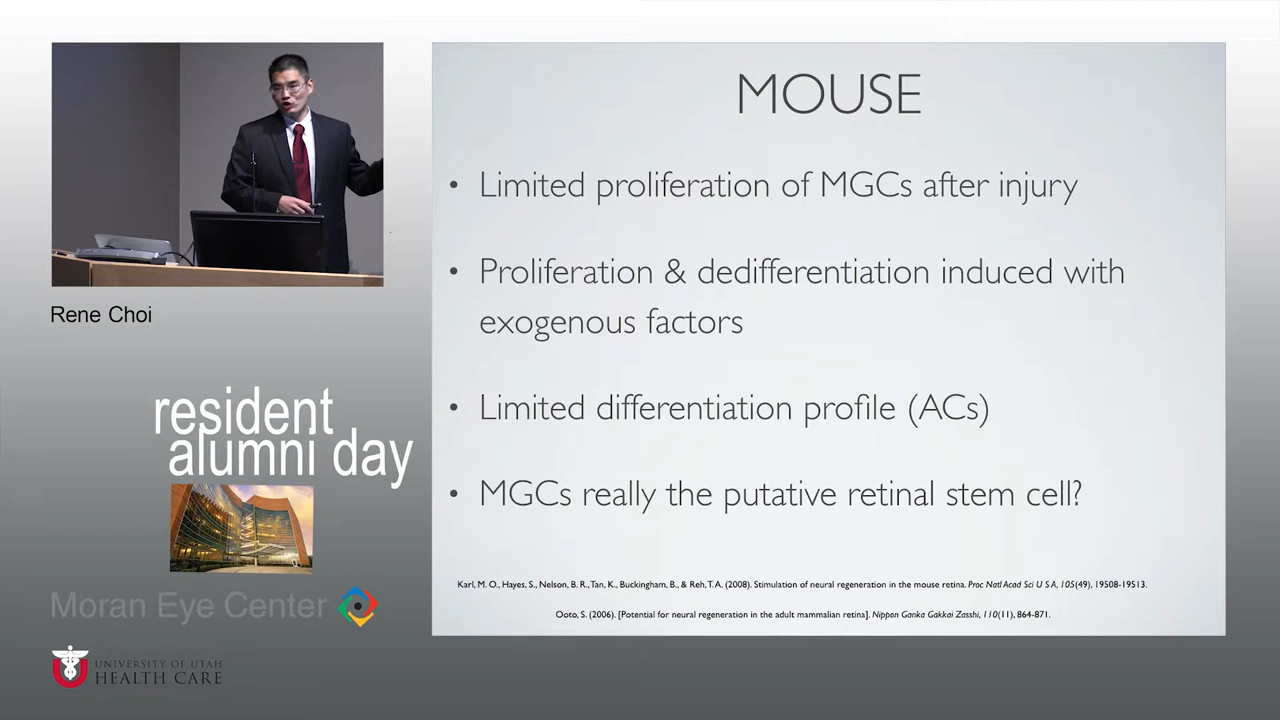 MOUSE
• Limited proliferation of MGCs after injury
• Proliferation & dedifferentiation induced with
exogenous factors
• Limited differentiation profile (ACs)
• MGCs really the putative retinal stem cell?
Karl, M. O., Hayes, S., Nelson, B. R., Tan, K., Buckingham, B., & Reh, T. A. (2008). Stimulation of neural regeneration in the mouse retina. Proc Natl Acad Sci U S A, 105(49), 19508-19513.
Ooto, S. (2006). [Potential for neural regeneration in the adult mammalian retina]. Nippon Ganka Gakkai Zasshi, 110(11), 864-871.
Rene Choi
resident
alumni day
Moran Eye Center
UNIVERSITY OF UTAH
HEALTH CARE